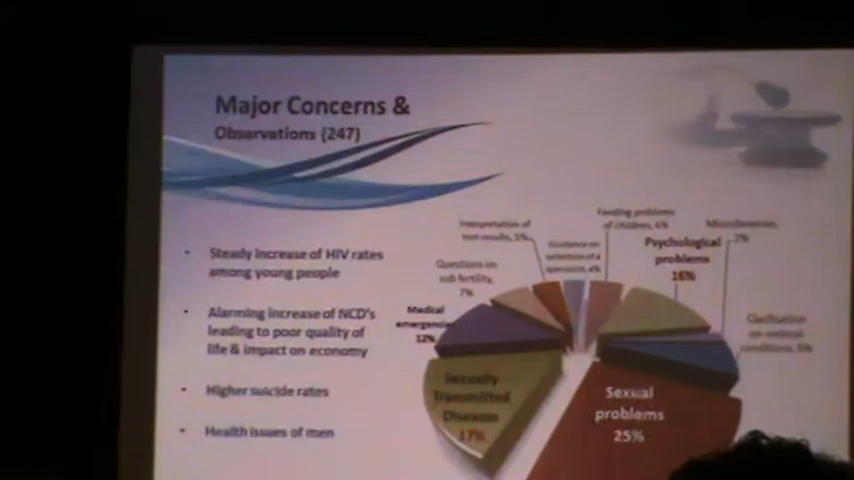 Major Concerns &
Observations (247)
• Steady increase of HIV rates
among young people
• Alarming increase of NCD's
leading to poor quality of
life & impact on economy
• Higher suicide rates
• Health issues of men
Interpretation of
test results, 5%
Guidance on
selection of a
specialist, 4%
Feeding problems
of children, 6%
Psychological
problems
16%
Miscellaneous,
2%
Questions on
sub fertility,
7%
Medical
emergencies
12%
Clarification
on medical
conditions,
Sexually
Transmitted
Diseases
17%
Sexual
problems
25%